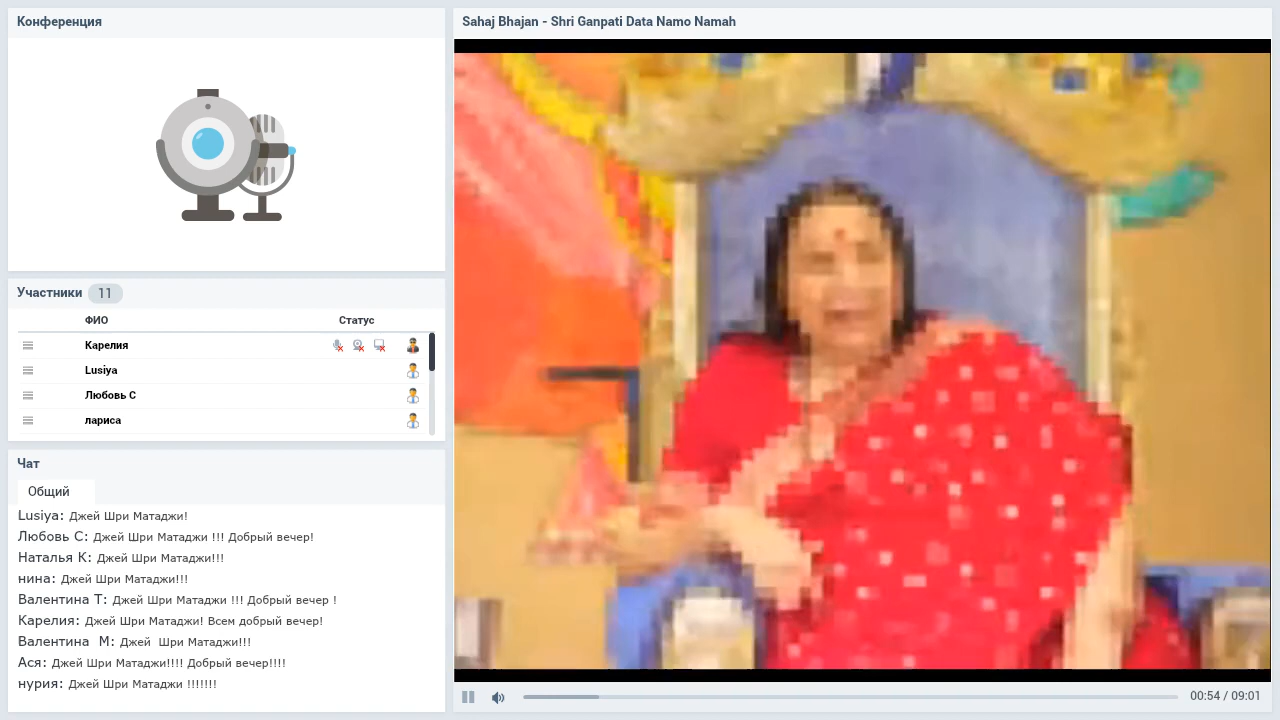 Конференция
Sahaj Bhajan - Shri Ganpati Data Namo Namah
Участники 11
ФИО Статус
Карелия
Lusiya
Любовь С
лариса
Чат
Общий
Lusiya: Джей Шри Матаджи!
Любовь С: Джей Шри Матаджи !!! Добрый вечер!
Наталья К: Джей Шри Матаджи!!!
нина: Джей Шри Матаджи!!!
Валентина Т: Джей Шри Матаджи !!! Добрый вечер !
Карелия: Джей Шри Матаджи! Всем добрый вечер!
Валентина  М: Джей  Шри Матаджи!!!
Ася: Джей Шри Матаджи!!!! Добрый вечер!!!!
нурия: Джей Шри Матаджи !!!!!!!
00:54 / 09:01